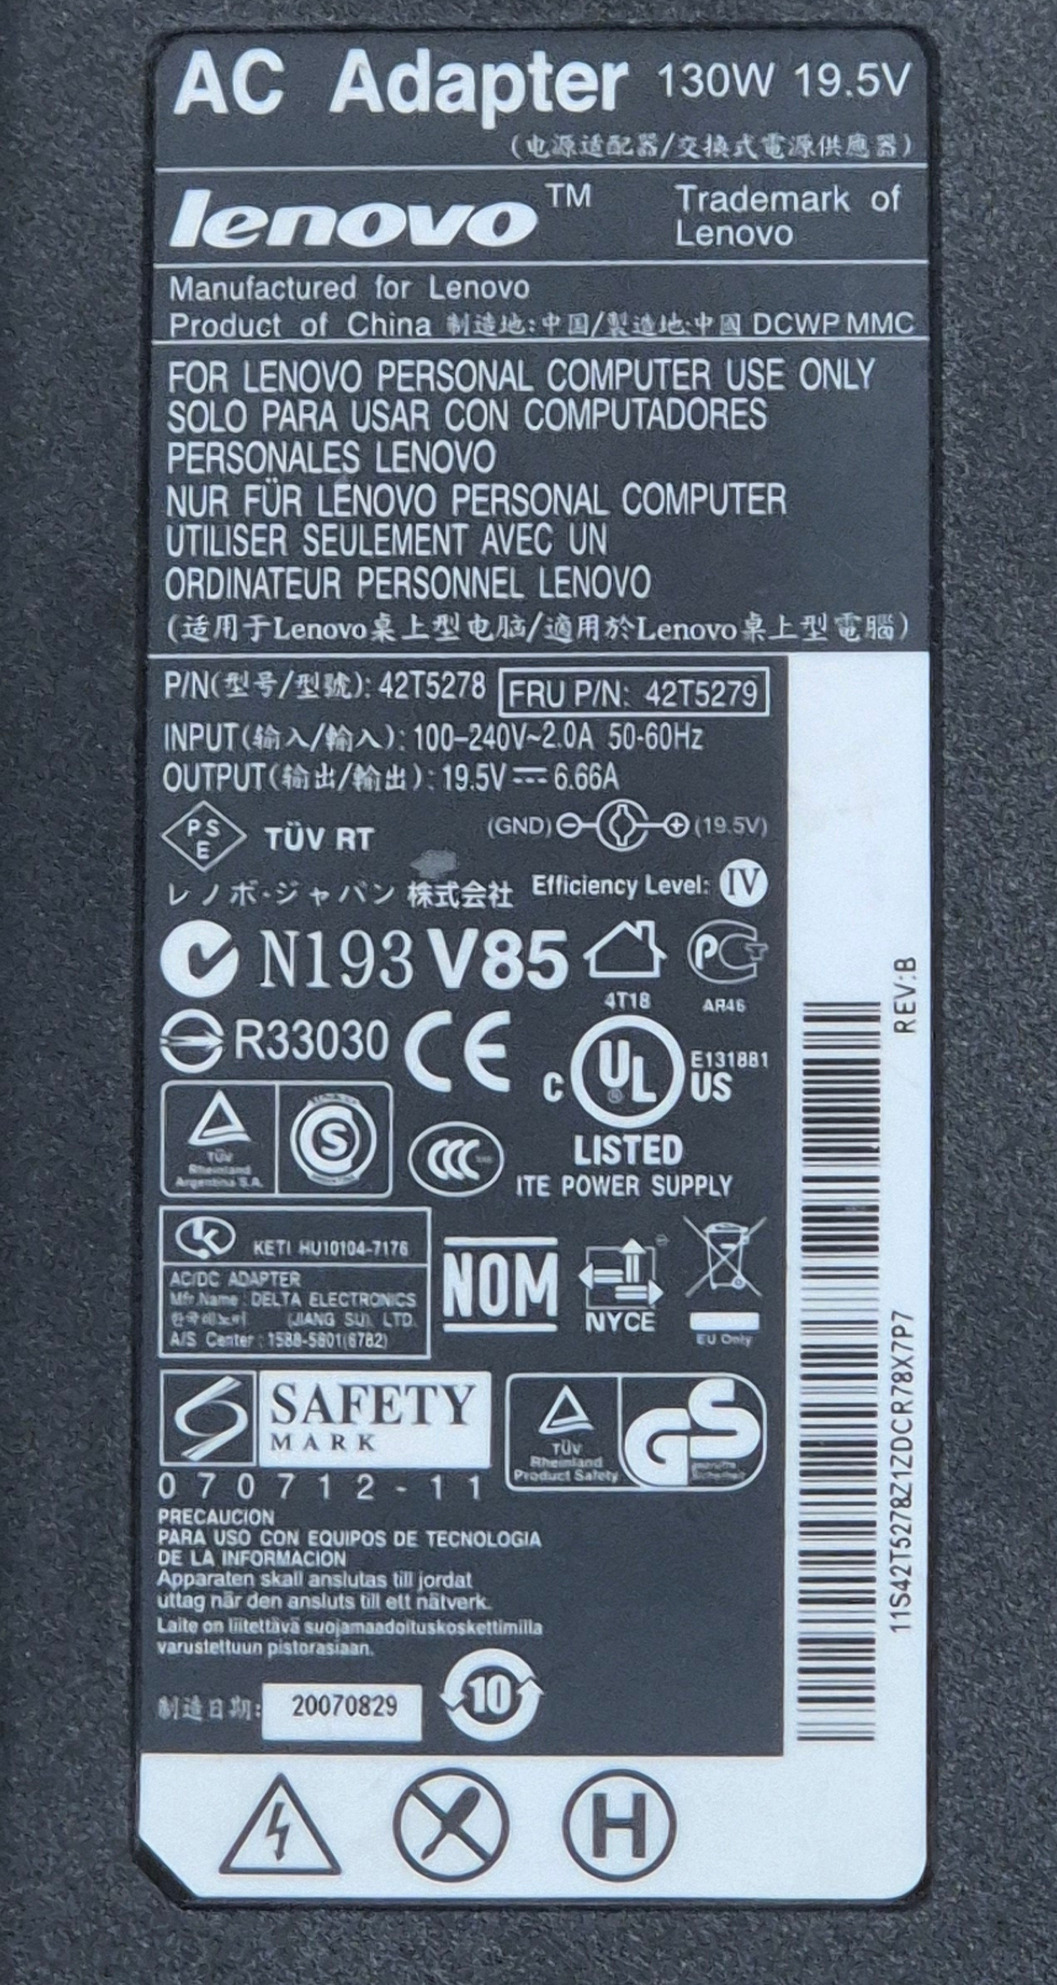 AC Adapter 130W 19.5V
(电源适配器/交换式電源供應器)
lenovo TM Trademark of
Lenovo
Manufactured for Lenovo
Product of China 制造地:中国/製造地:中國 DCWP MMC
FOR LENOVO PERSONAL COMPUTER USE ONLY
SOLO PARA USAR CON COMPUTADORES
PERSONALES LENOVO
NUR FÜR LENOVO PERSONAL COMPUTER
UTILISER SEULEMENT AVEC UN
ORDINATEUR PERSONNEL LENOVO
(适用于Lenovo桌上型电脑/適用於Lenovo桌上型電腦)
P/N(型号/型號): 42T5278 FRU P/N: 42T5279
INPUT(输入/輸入): 100-240V~2.0A 50-60Hz
OUTPUT(输出/輸出): 19.5V⎓6.66A
PS
E
TÜV RT (GND) (19.5V)
レノボ・ジャパン 株式会社 Efficiency Level: IV
N193 V85
4T18 AR46
R33030 CE C UL ® US E131881
LISTED
ITE POWER SUPPLY
TÜV
Rheinland
Argentina S.A.
S
CCC
KETI HU10104-7176
AC/DC ADAPTER
Mfr.Name : DELTA ELECTRONICS
(JIANG SU). LTD.
A/S Center : 1588-5801(6782)
NOM NYCE
EU Only
SAFETY
MARK
070712-11
TÜV
Rheinland
Product Safety
GS
geprüfte
Sicherheit
PRECAUCION
PARA USO CON EQUIPOS DE TECNOLOGIA
DE LA INFORMACION
Apparaten skall anslutas till jordat
uttag när den ansluts till ett nätverk.
Laite on liitettävä suojamaadoituskoskettimilla
varustettuun pistorasiaan.
制造日期: 20070829
10
H
REV:B
11S42T5278Z1ZDCR78X7P7